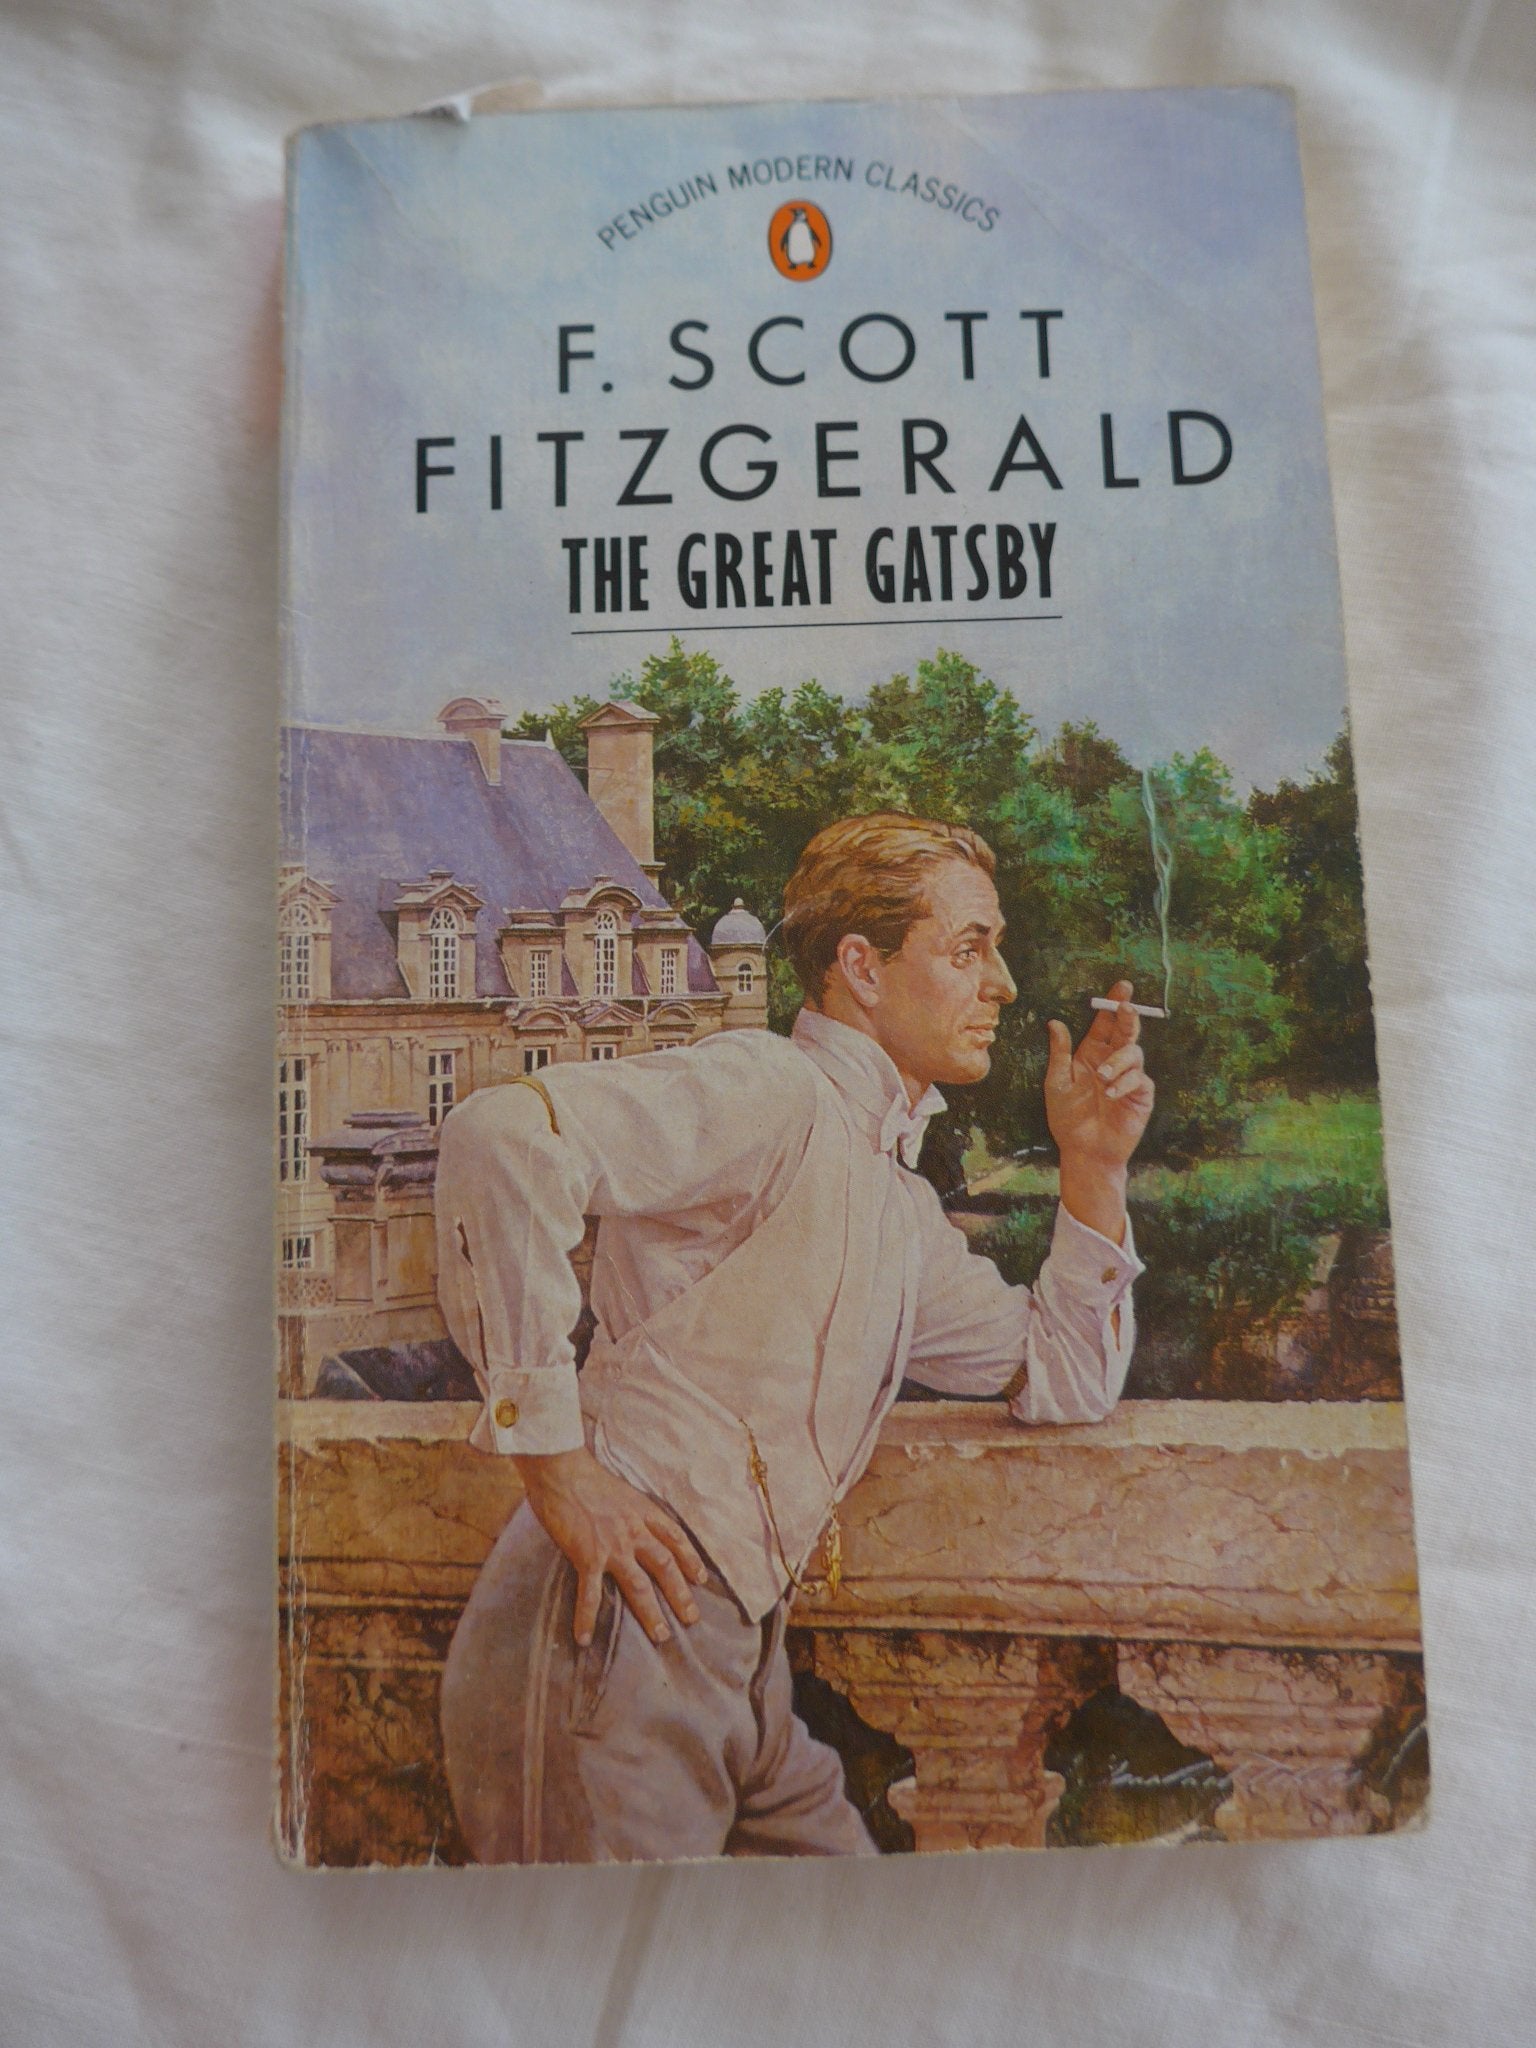 PENGUIN MODERN CLASSICS
F. SCOTT
FITZGERALD
THE GREAT GATSBY